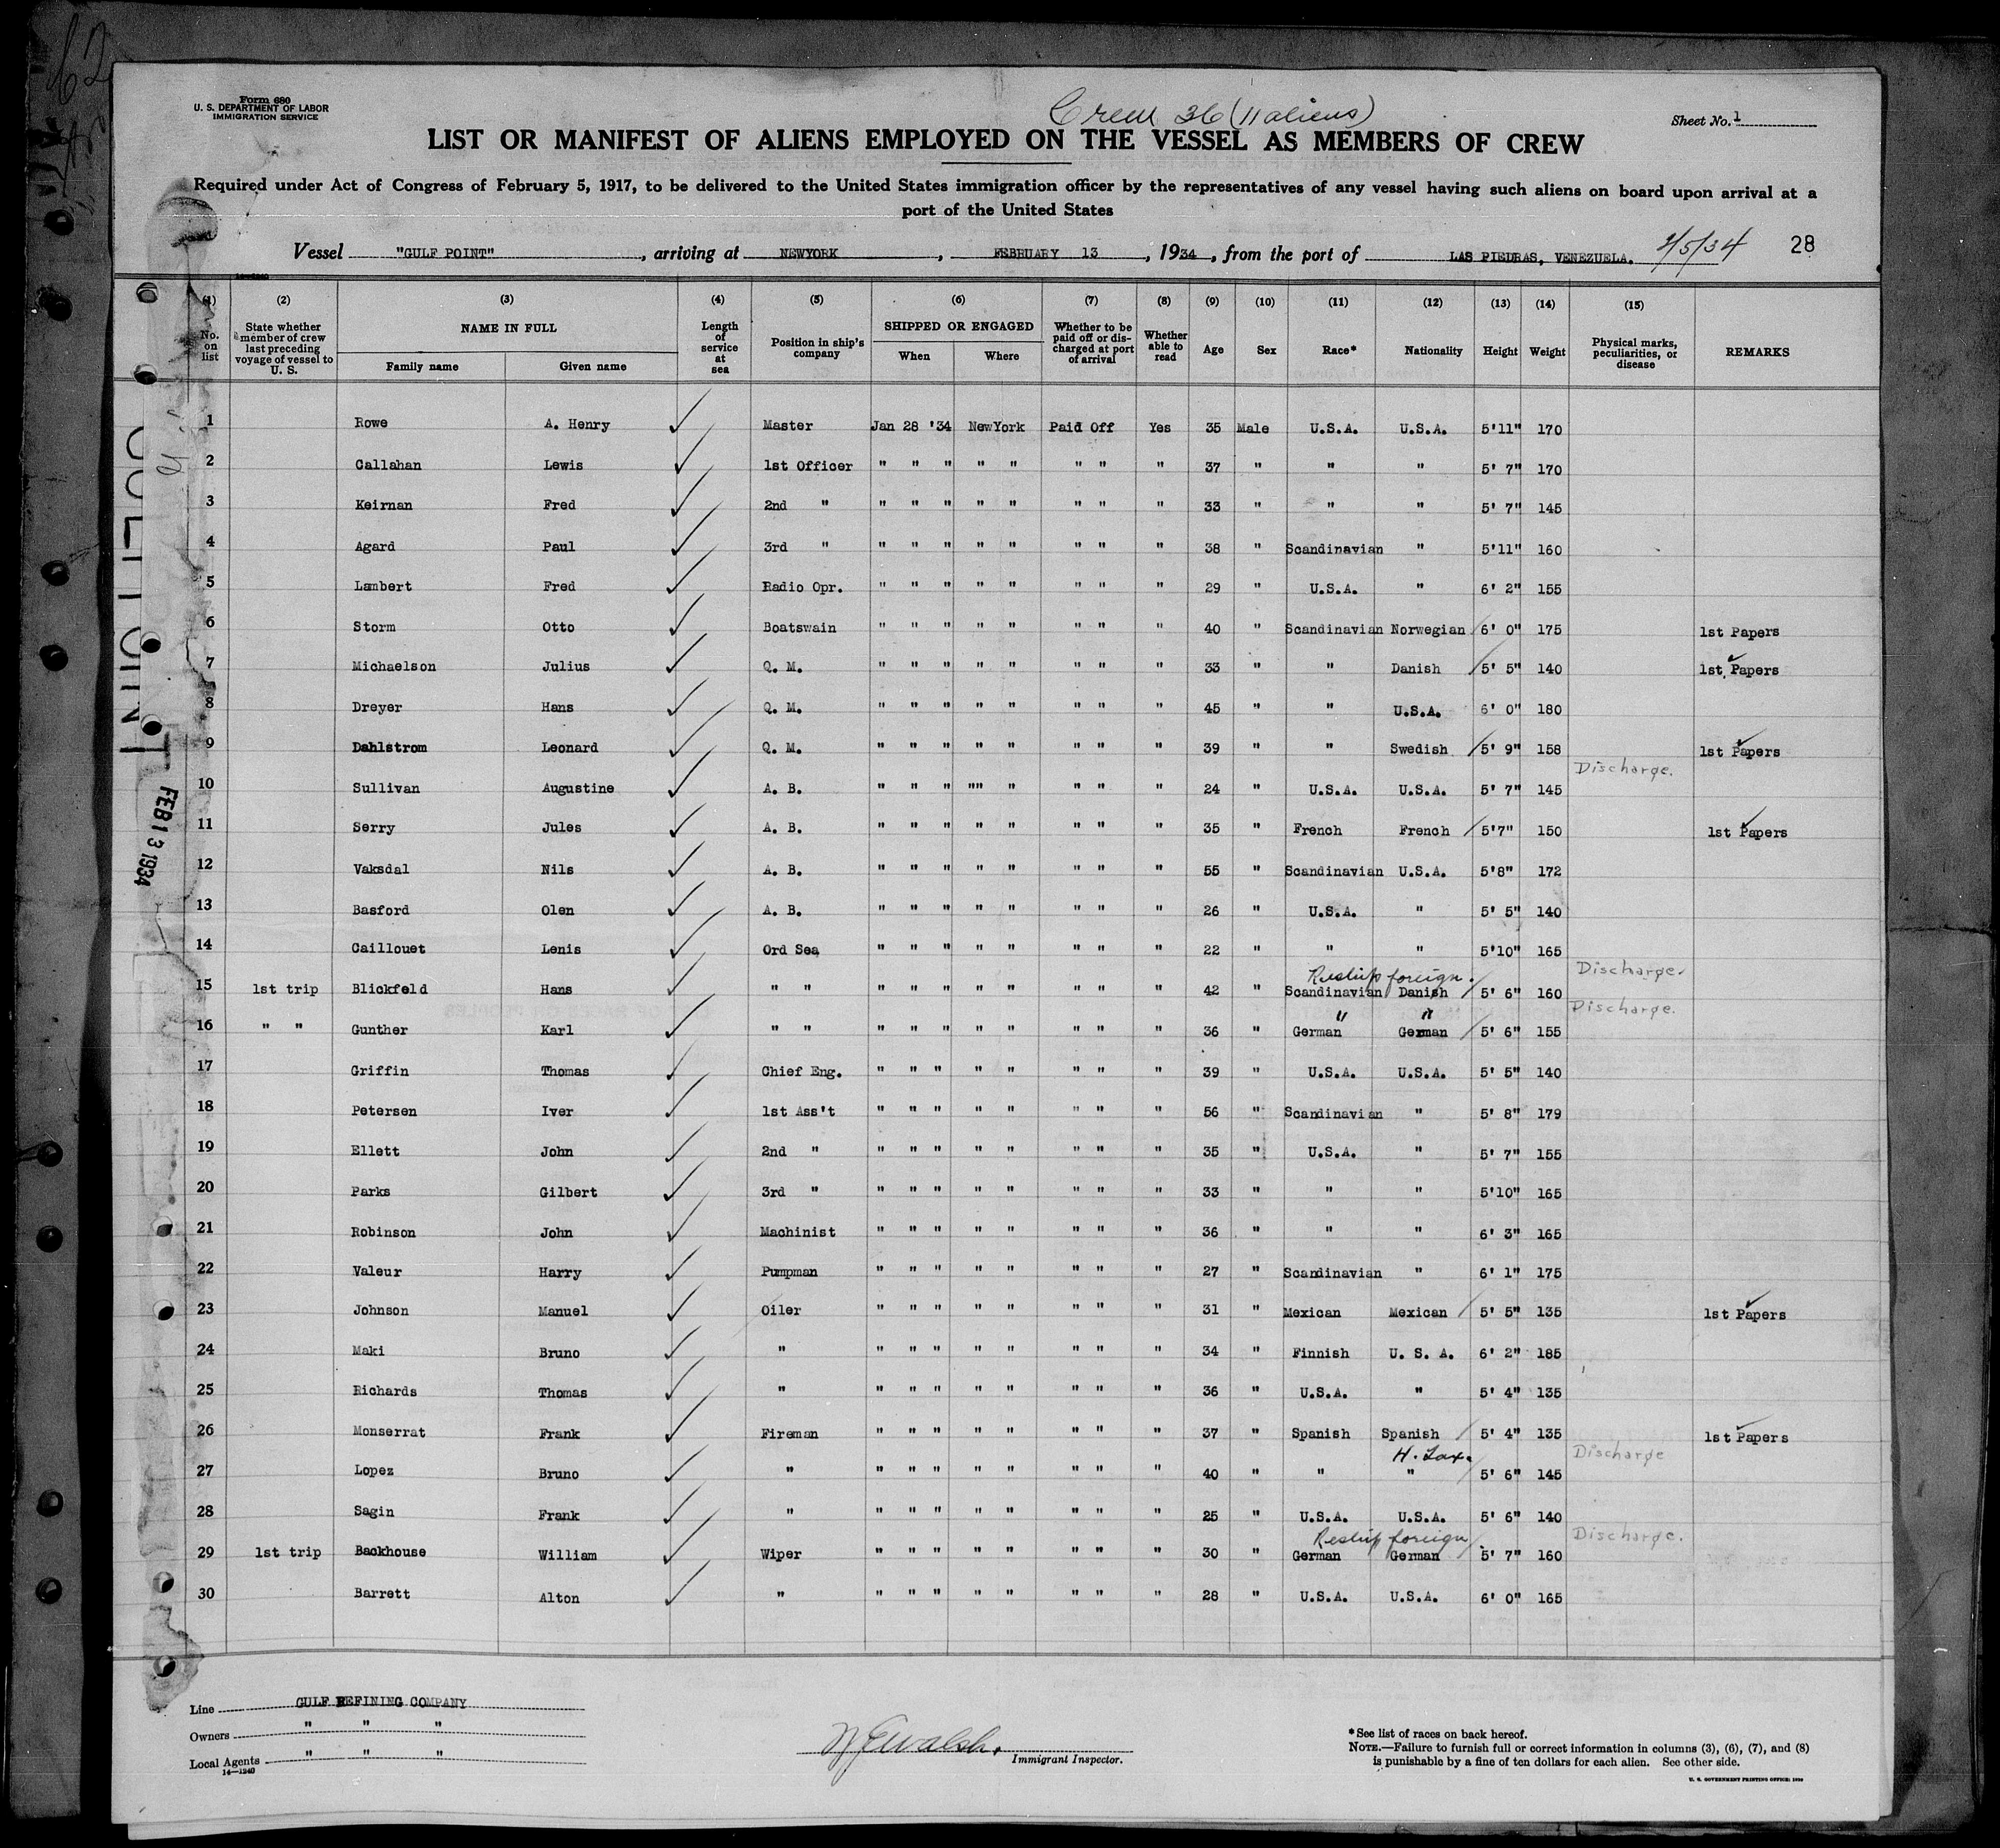 Form 680
U. S. DEPARTMENT OF LABOR
IMMIGRATION SERVICE
Crew 36 (11 aliens)
Sheet No. 1
LIST OR MANIFEST OF ALIENS EMPLOYED ON THE VESSEL AS MEMBERS OF CREW
Required under Act of Congress of February 5, 1917, to be delivered to the United States immigration officer by the representatives of any vessel having such aliens on board upon arrival at a
port of the United States
Vessel "GULF POINT", arriving at NEWYORK, FEBRUARY 13, 1934, from the port of LAS PIEDRAS, VENEZUELA. 2/5/34 28
(1) No. on list (2) State whether member of crew last preceding voyage of vessel to U. S. (3) NAME IN FULL Family name Given name (4) Length of service at sea (5) Position in ship's company (6) SHIPPED OR ENGAGED When Where (7) Whether to be paid off or discharged at port of arrival (8) Whether able to read (9) Age (10) Sex (11) Race* (12) Nationality (13) Height (14) Weight (15) Physical marks, peculiarities, or disease REMARKS
1 Rowe A. Henry ✓ Master Jan 28 '34 NewYork Paid Off Yes 35 Male U.S.A. U.S.A. 5'11" 170
2 Callahan Lewis ✓ 1st Officer " " " " " " " " 37 " " " 5' 7" 170
3 Keirnan Fred ✓ 2nd " " " " " " " " " 33 " " " 5' 7" 145
4 Agard Paul ✓ 3rd " " " " " " " " " 38 " Scandinavian " 5'11" 160
5 Lambert Fred ✓ Radio Opr. " " " " " " " " 29 " U.S.A. " 6' 2" 155
6 Storm Otto ✓ Boatswain " " " " " " " " 40 " Scandinavian Norwegian / 6' 0" 175 1st Papers
7 Michaelson Julius ✓ Q. M. " " " " " " " " 33 " " Danish / 5' 5" 140 1st Papers ✓
8 Dreyer Hans ✓ Q. M. " " " " " " " " 45 " " U.S.A. 6' 0" 180
9 Dahlstrom Leonard ✓ Q. M. " " " " " " " " 39 " " Swedish / 5' 9" 158 1st Papers ✓
Discharge.
10 Sullivan Augustine ✓ A. B. " " " "" " " " " 24 " U.S.A. U.S.A. 5' 7" 145
11 Serry Jules ✓ A. B. " " " " " " " " 35 " French French / 5'7" 150 1st Papers ✓
12 Vaksdal Nils ✓ A. B. " " " " " " " " 55 " Scandinavian U.S.A. 5'8" 172
13 Basford Olen ✓ A. B. " " " " " " " " 26 " U.S.A. " 5' 5" 140
14 Caillouet Lenis ✓ Ord Sea " " " " " " " " 22 " " " 5'10" 165
Reship foreign. Discharge.
15 1st trip Blickfeld Hans ✓ " " " " " " " " " " 42 " Scandinavian Danish / 5' 6" 160
" " Discharge.
16 " " Gunther Karl ✓ " " " " " " " " " " 36 " German German / 5' 6" 155
17 Griffin Thomas ✓ Chief Eng. " " " " " " " " 39 " U.S.A. U.S.A. 5' 5" 140
18 Petersen Iver ✓ 1st Ass't " " " " " " " " 56 " Scandinavian " 5' 8" 179
19 Ellett John ✓ 2nd " " " " " " " " " 35 " U.S.A. " 5' 7" 155
20 Parks Gilbert ✓ 3rd " " " " " " " " " 33 " " " 5'10" 165
21 Robinson John ✓ Machinist " " " " " " " " 36 " " " 6' 3" 165
22 Valeur Harry ✓ Pumpman " " " " " " " " 27 " Scandinavian " 6' 1" 175
23 Johnson Manuel ✓ Oiler " " " " " " " " 31 " Mexican Mexican / 5' 5" 135 1st Papers ✓
24 Maki Bruno ✓ " " " " " " " " " 34 " Finnish U. S. A. 6' 2" 185
25 Richards Thomas ✓ " " " " " " " " " 36 " U.S.A. " 5' 4" 135
26 Monserrat Frank ✓ Fireman " " " " " " " " 37 " Spanish Spanish / 5' 4" 135 1st Papers ✓
H. Tax. Discharge
27 Lopez Bruno ✓ " " " " " " " " " 40 " " " / 5' 6" 145
28 Sagin Frank ✓ " " " " " " " " " 25 " U.S.A. U.S.A. 5' 6" 140
Reship foreign Discharge.
29 1st trip Backhouse William ✓ Wiper " " " " " " " " 30 " German German / 5' 7" 160
30 Barrett Alton ✓ " " " " " " " " " 28 " U.S.A. U.S.A. 6' 0" 165
FEB 13 1934
Line GULF REFINING COMPANY
Owners " " "
Local Agents " " "
14—1240
Walsh. Immigrant Inspector.
*See list of races on back hereof.
NOTE.—Failure to furnish full or correct information in columns (3), (6), (7), and (8)
is punishable by a fine of ten dollars for each alien. See other side.
U. S. GOVERNMENT PRINTING OFFICE: